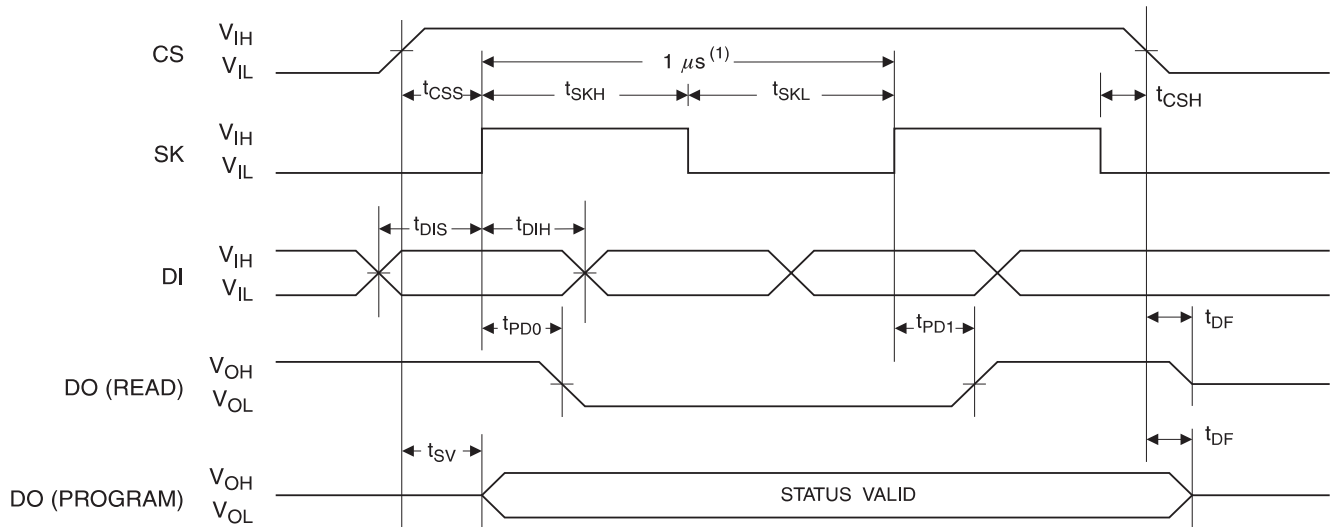 CS
V_IH
V_IL
1 µs(1)
t_CSS
t_SKH
t_SKL
t_CSH
SK
V_IH
V_IL
t_DIS
t_DIH
DI
V_IH
V_IL
t_PD0
t_PD1
t_DF
DO (READ)
V_OH
V_OL
t_SV
t_DF
DO (PROGRAM)
V_OH
V_OL
STATUS VALID